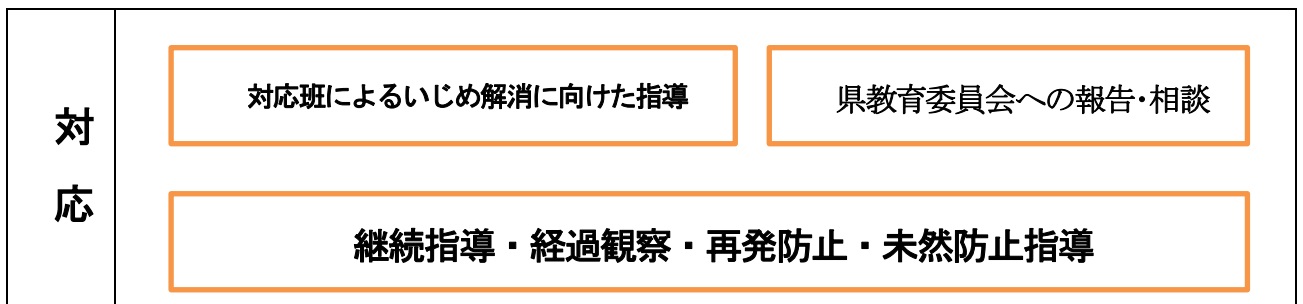 対応
対応班によるいじめ解消に向けた指導
県教育委員会への報告・相談
継続指導・経過観察・再発防止・未然防止指導